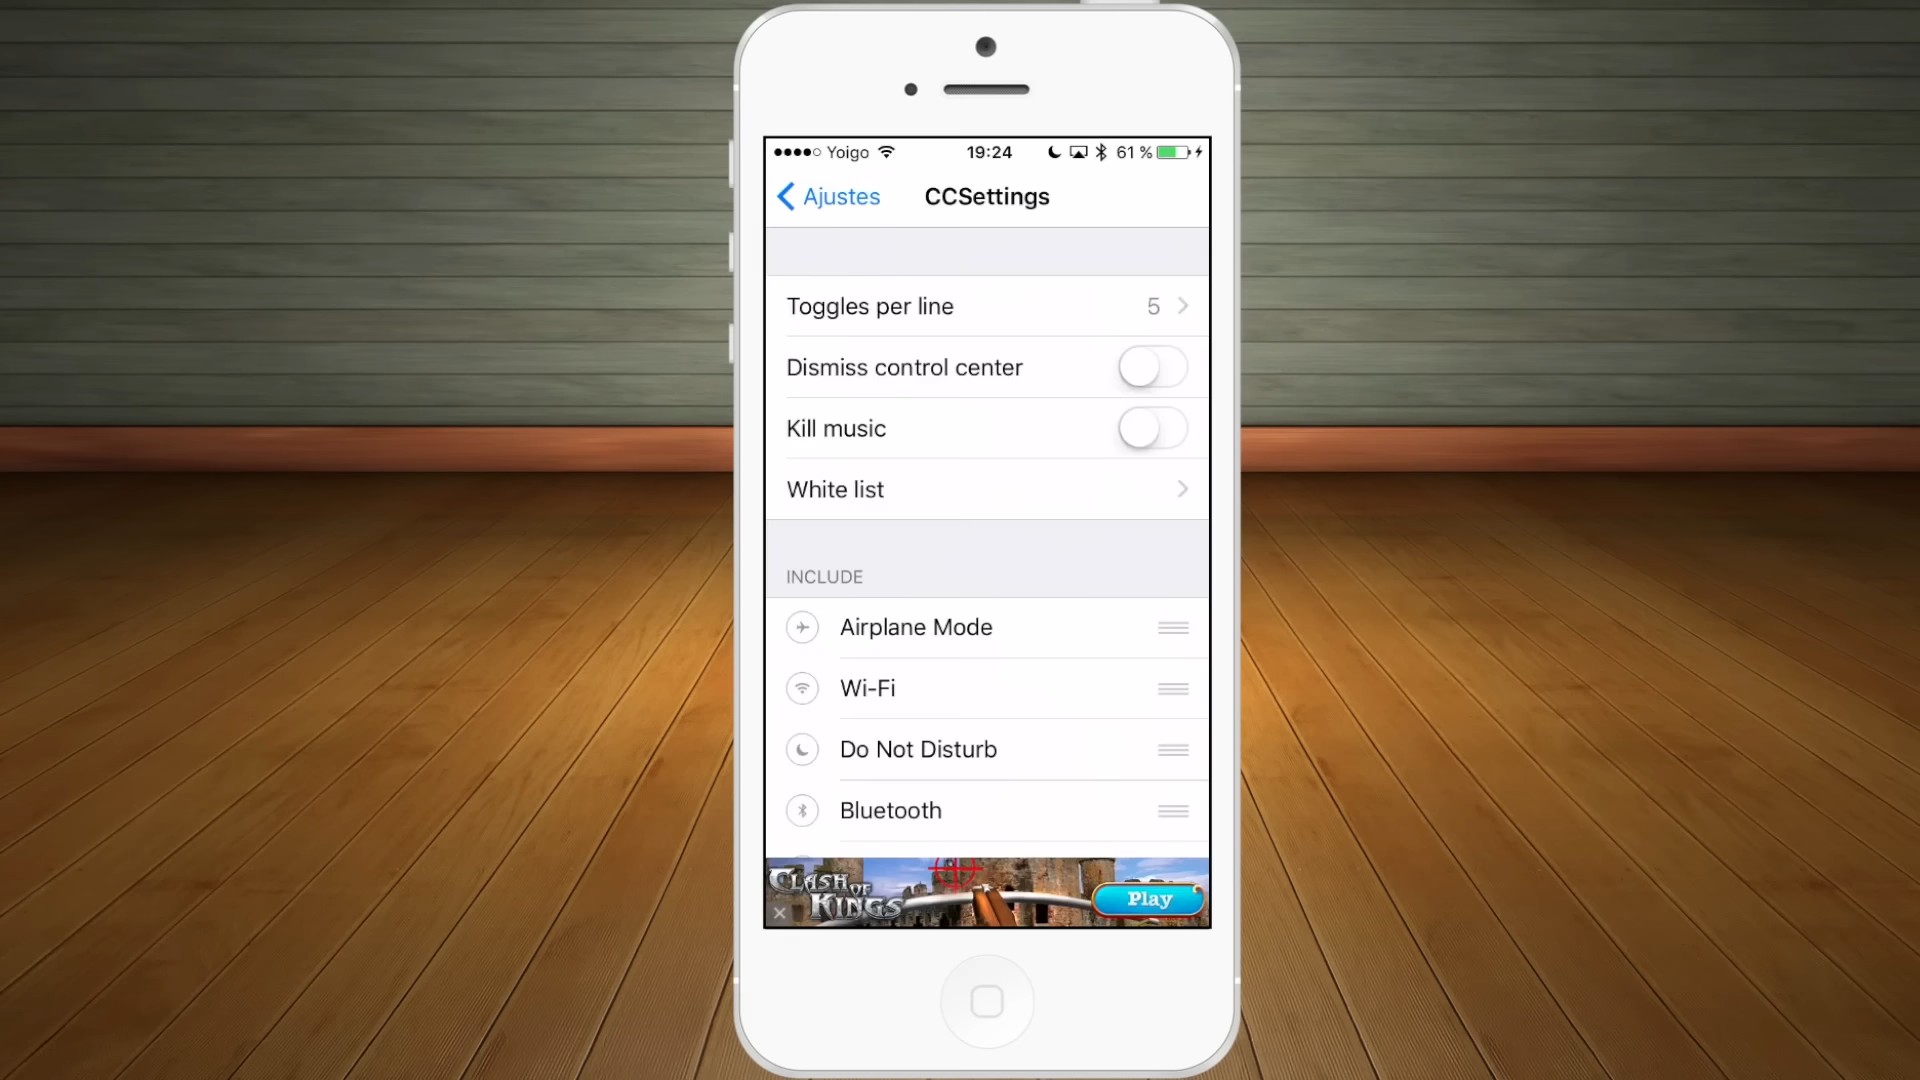 Yoigo 19:24 61 %
Ajustes CCSettings
Toggles per line 5
Dismiss control center
Kill music
White list
INCLUDE
Airplane Mode
Wi-Fi
Do Not Disturb
Bluetooth
CLASH OF KINGS Play